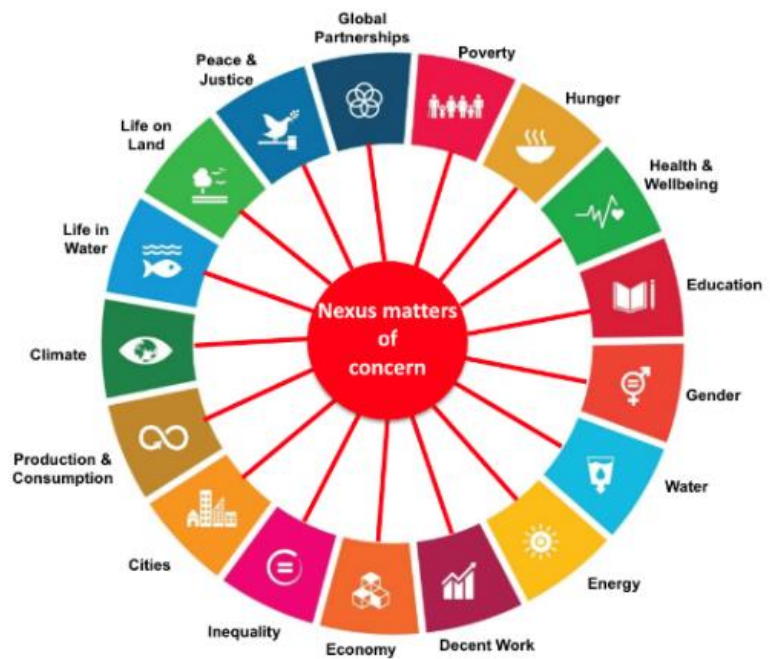 Global
Partnerships
Poverty
Hunger
Health &
Wellbeing
Education
Gender
Water
Energy
Decent Work
Economy
Inequality
Cities
Production &
Consumption
Climate
Life in
Water
Life on
Land
Peace &
Justice
Nexus matters
of
concern